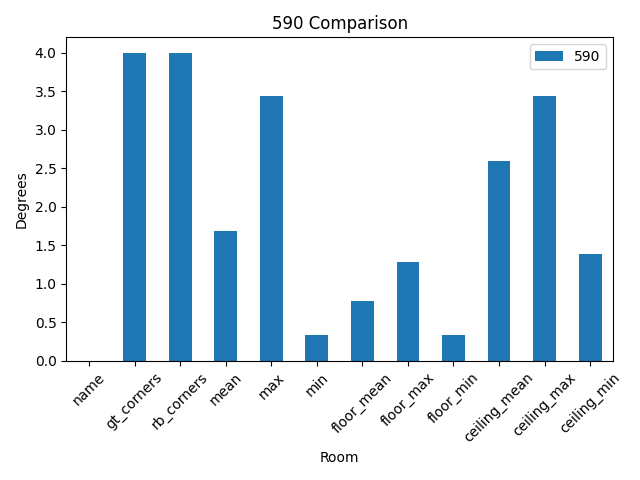 590 Comparison
590
Degrees
4.0
3.5
3.0
2.5
2.0
1.5
1.0
0.5
0.0
name
gt_corners
rb_corners
mean
max
min
floor_mean
floor_max
floor_min
ceiling_mean
ceiling_max
ceiling_min
Room